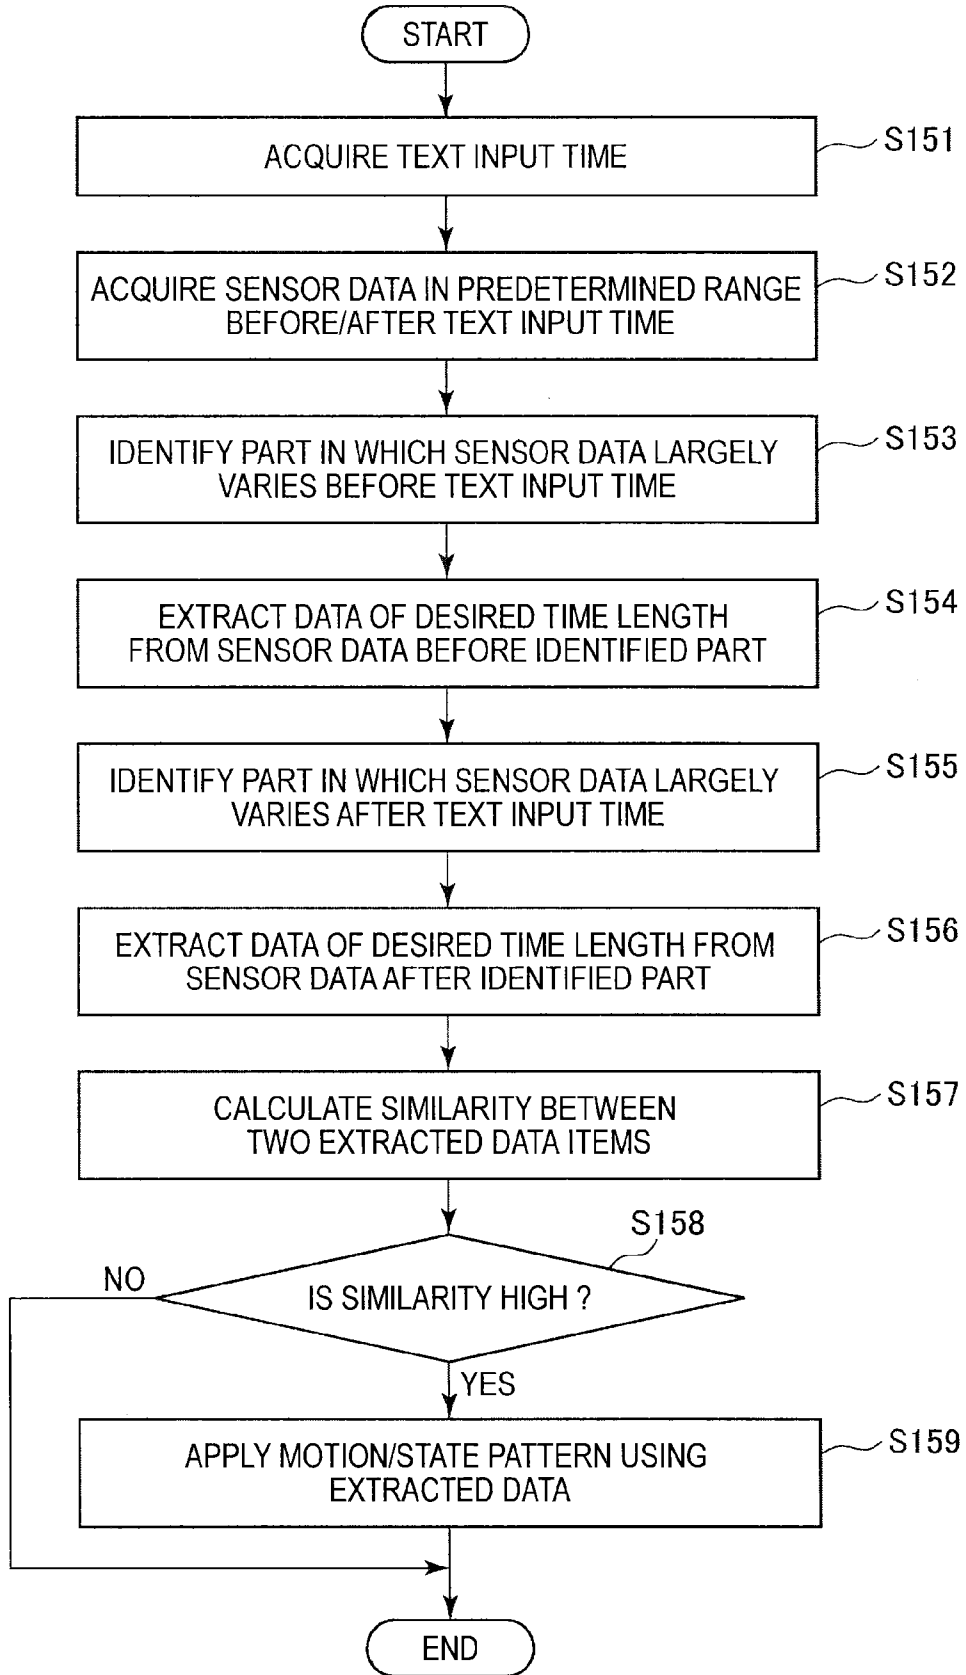 START
ACQUIRE TEXT INPUT TIME
S151
ACQUIRE SENSOR DATA IN PREDETERMINED RANGE
BEFORE/AFTER TEXT INPUT TIME
S152
IDENTIFY PART IN WHICH SENSOR DATA LARGELY
VARIES BEFORE TEXT INPUT TIME
S153
EXTRACT DATA OF DESIRED TIME LENGTH
FROM SENSOR DATA BEFORE IDENTIFIED PART
S154
IDENTIFY PART IN WHICH SENSOR DATA LARGELY
VARIES AFTER TEXT INPUT TIME
S155
EXTRACT DATA OF DESIRED TIME LENGTH FROM
SENSOR DATA AFTER IDENTIFIED PART
S156
CALCULATE SIMILARITY BETWEEN
TWO EXTRACTED DATA ITEMS
S157
S158
NO
IS SIMILARITY HIGH ?
YES
APPLY MOTION/STATE PATTERN USING
EXTRACTED DATA
S159
END